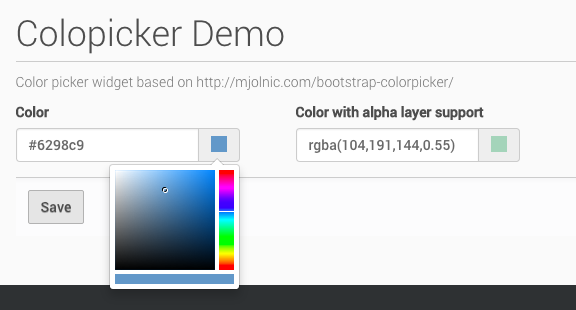 Colopicker Demo
Color picker widget based on http://mjolnic.com/bootstrap-colorpicker/
Color
Color with alpha layer support
#6298c9
rgba(104,191,144,0.55)
Save